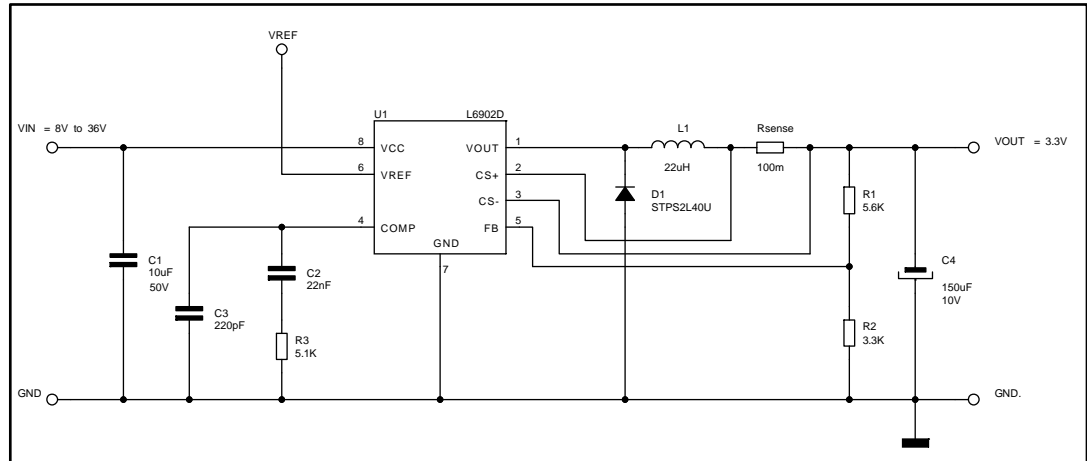 VREF
U1
L6902D
VIN = 8V to 36V
L1
Rsense
VOUT = 3.3V
8
VCC
VOUT
1
22uH
100m
6
VREF
CS+
2
CS-
3
D1
STPS2L40U
R1
5.6K
4
COMP
FB
5
GND
7
C1
10uF
50V
C2
22nF
C4
150uF
10V
C3
220pF
R3
5.1K
R2
3.3K
GND
GND.